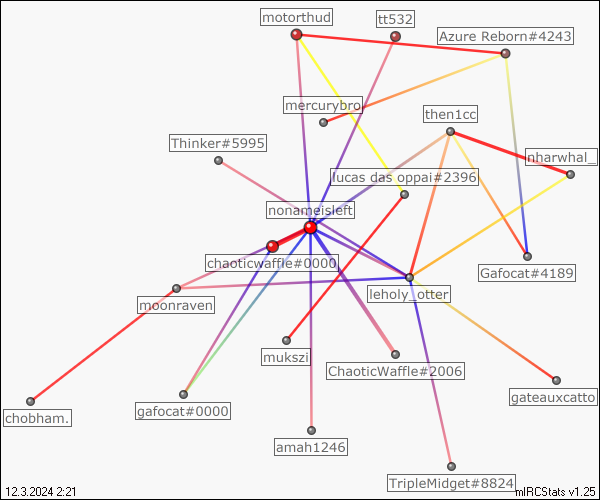 motorthud
tt532
Azure Reborn#4243
mercurybro
then1cc
Thinker#5995
nharwhal_
lucas das oppai#2396
nonameisleft
chaoticwaffle#0000
Gafocat#4189
leholy_otter
moonraven
mukszi
ChaoticWaffle#2006
gateauxcatto
chobham.
gafocat#0000
amah1246
TripleMidget#8824
12.3.2024 2:21
mIRCStats v1.25